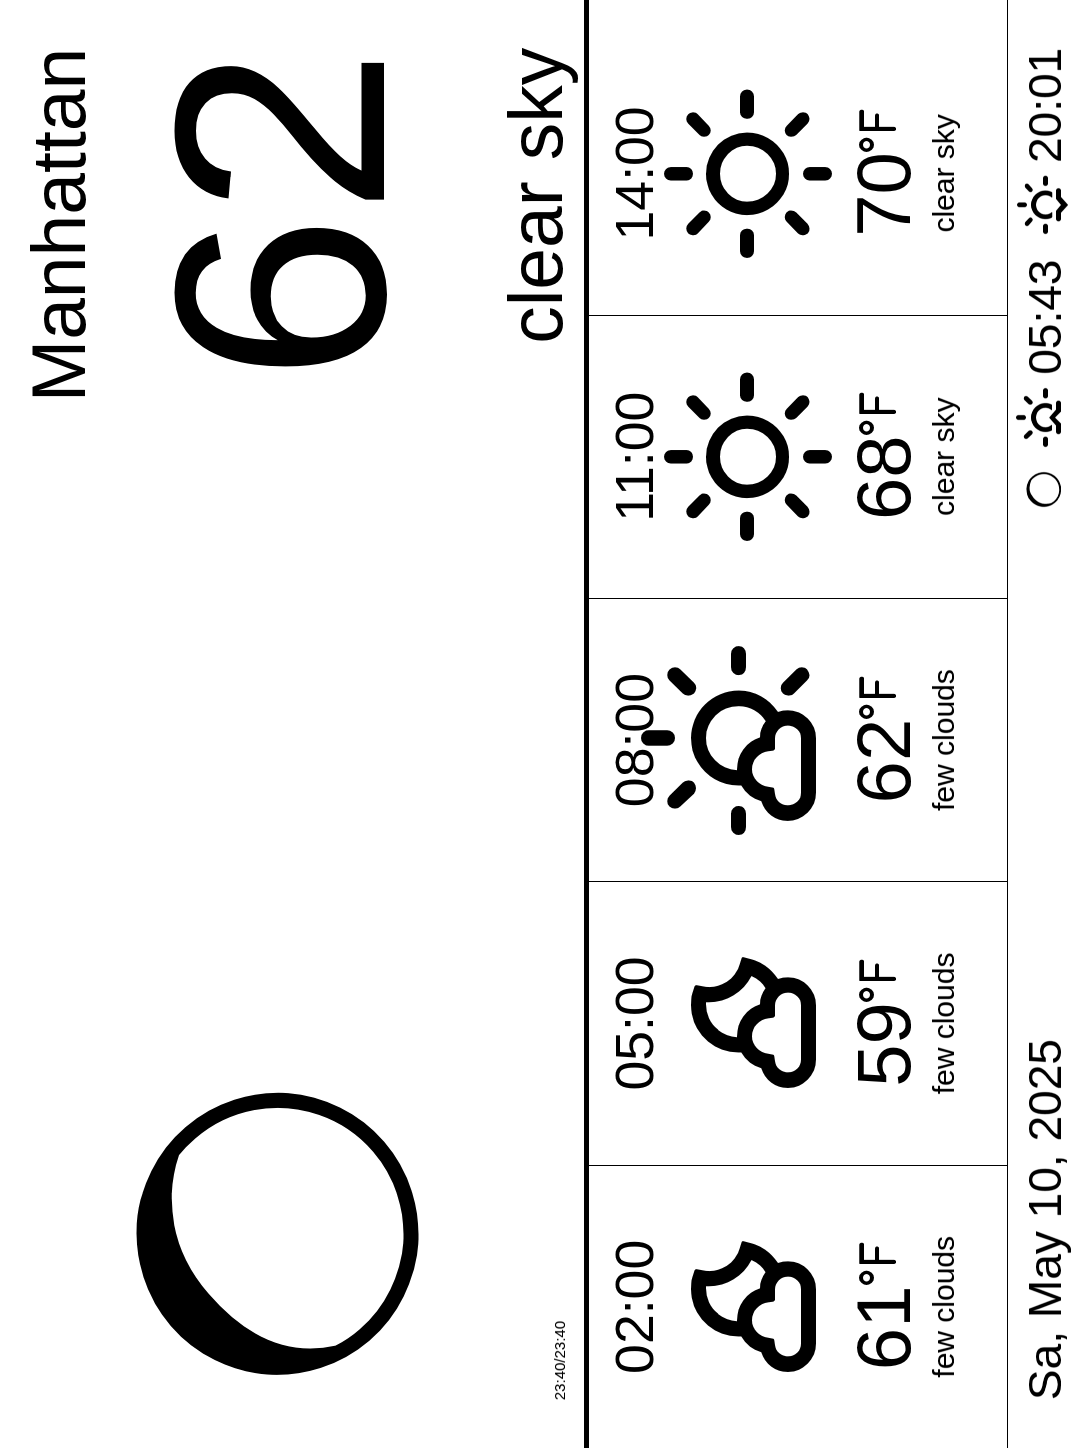 Manhattan
62
23:40/23:40
clear sky
02:00 05:00 08:00 11:00 14:00
61°F 59°F 62°F 68°F 70°F
few clouds few clouds few clouds clear sky clear sky
Sa, May 10, 2025 05:43 20:01